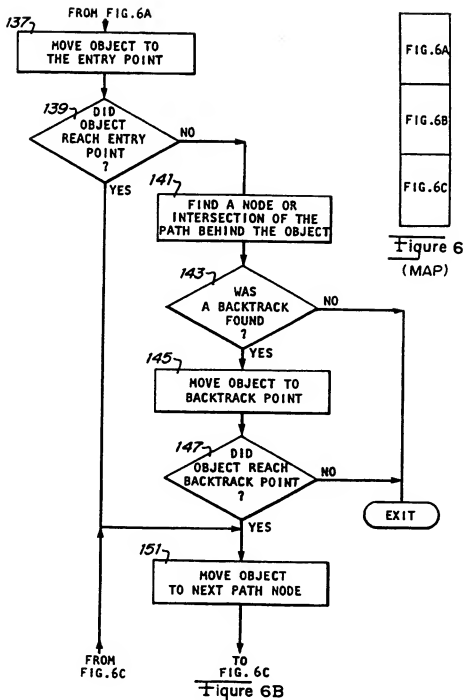 FROM FIG.6A
137
MOVE OBJECT TO
THE ENTRY POINT
139
DID
OBJECT
REACH ENTRY
POINT
?
NO
YES
141
FIND A NODE OR
INTERSECTION OF THE
PATH BEHIND THE OBJECT
143
WAS
A BACKTRACK
FOUND
?
NO
YES
145
MOVE OBJECT TO
BACKTRACK POINT
147
DID
OBJECT REACH
BACKTRACK POINT
?
NO
YES
EXIT
151
MOVE OBJECT
TO NEXT PATH NODE
FROM
FIG.6C
TO
FIG.6C
Figure 6B
FIG.6A
FIG.6B
FIG.6C
Figure 6
(MAP)